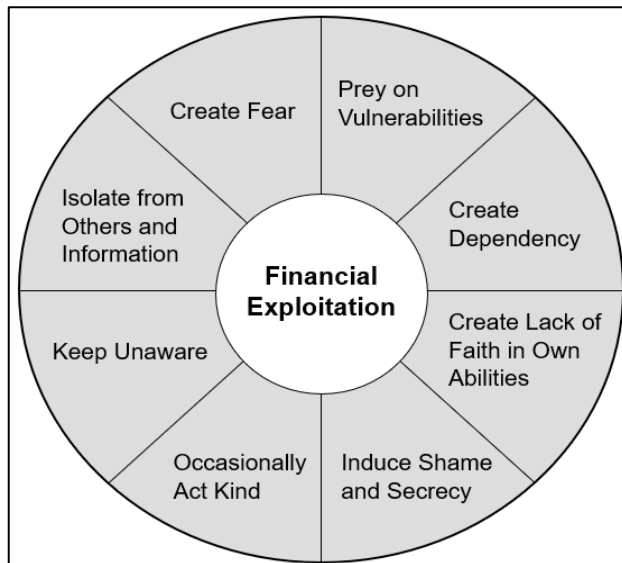 Create Fear
Prey on
Vulnerabilities
Isolate from
Others and
Information
Create
Dependency
Financial
Exploitation
Keep Unaware
Create Lack of
Faith in Own
Abilities
Occasionally
Act Kind
Induce Shame
and Secrecy